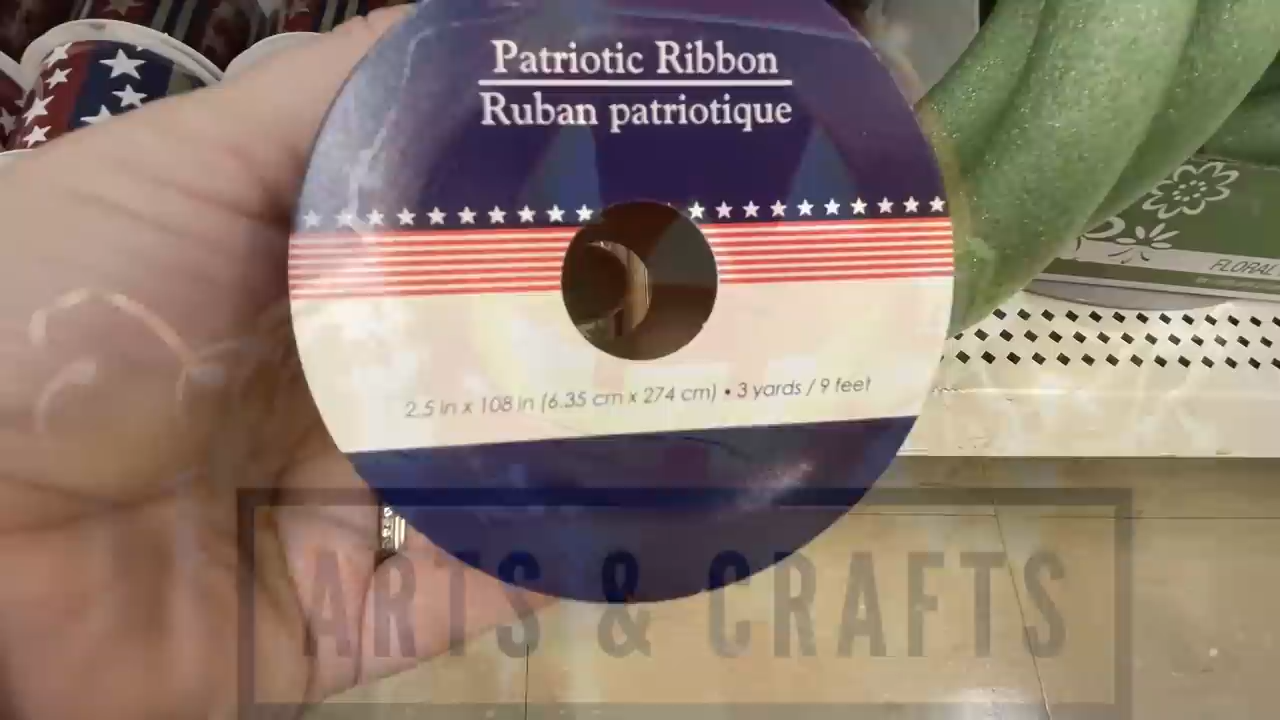 Patriotic Ribbon
Ruban patriotique
2.5 in x 108 in (6.35 cm x 274 cm) • 3 yards / 9 feet
FLORAL
ARTS & CRAFTS